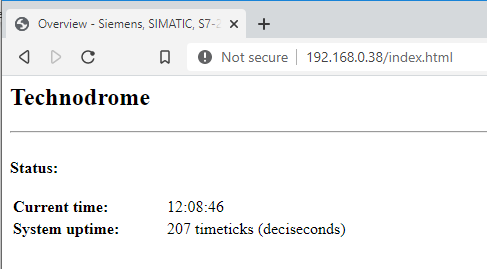 Overview - Siemens, SIMATIC, S7-2
Not secure 192.168.0.38/index.html
Technodrome
Status:
Current time: 12:08:46
System uptime: 207 timeticks (deciseconds)